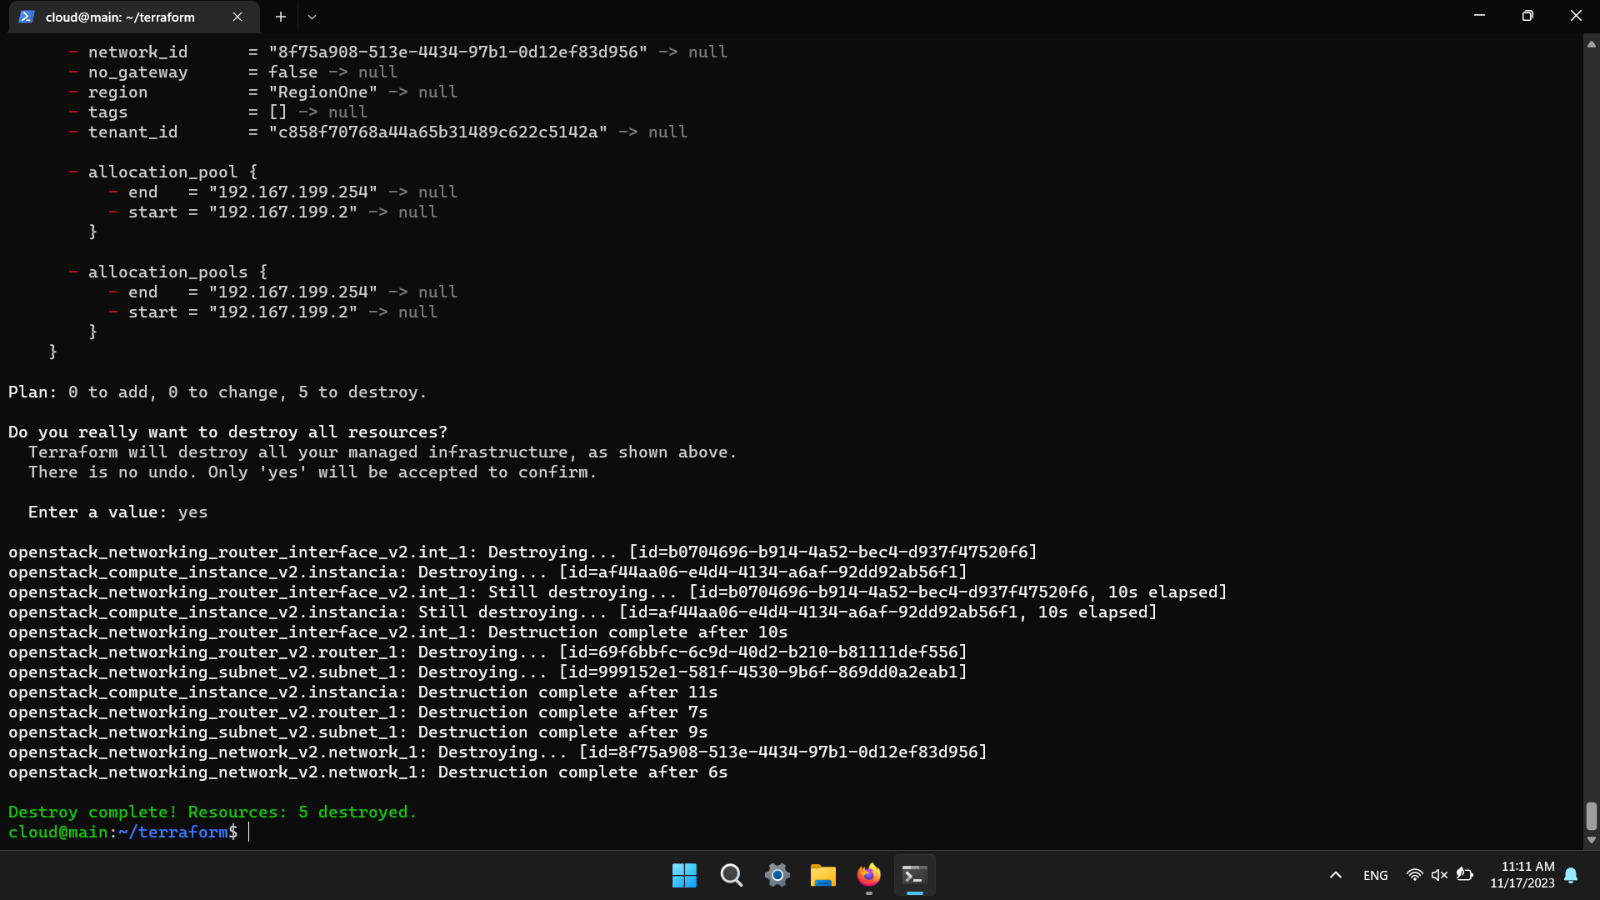 cloud@main: ~/terraform
- network_id      = "8f75a908-513e-4434-97b1-0d12ef83d956" -> null
- no_gateway      = false -> null
- region          = "RegionOne" -> null
- tags            = [] -> null
- tenant_id       = "c858f70768a44a65b31489c622c5142a" -> null
- allocation_pool {
- end   = "192.167.199.254" -> null
- start = "192.167.199.2" -> null
}
- allocation_pools {
- end   = "192.167.199.254" -> null
- start = "192.167.199.2" -> null
}
}
Plan: 0 to add, 0 to change, 5 to destroy.
Do you really want to destroy all resources?
Terraform will destroy all your managed infrastructure, as shown above.
There is no undo. Only 'yes' will be accepted to confirm.
Enter a value: yes
openstack_networking_router_interface_v2.int_1: Destroying... [id=b0704696-b914-4a52-bec4-d937f47520f6]
openstack_compute_instance_v2.instancia: Destroying... [id=af44aa06-e4d4-4134-a6af-92dd92ab56f1]
openstack_networking_router_interface_v2.int_1: Still destroying... [id=b0704696-b914-4a52-bec4-d937f47520f6, 10s elapsed]
openstack_compute_instance_v2.instancia: Still destroying... [id=af44aa06-e4d4-4134-a6af-92dd92ab56f1, 10s elapsed]
openstack_networking_router_interface_v2.int_1: Destruction complete after 10s
openstack_networking_router_v2.router_1: Destroying... [id=69f6bbfc-6c9d-40d2-b210-b81111def556]
openstack_networking_subnet_v2.subnet_1: Destroying... [id=999152e1-581f-4530-9b6f-869dd0a2eab1]
openstack_compute_instance_v2.instancia: Destruction complete after 11s
openstack_networking_router_v2.router_1: Destruction complete after 7s
openstack_networking_subnet_v2.subnet_1: Destruction complete after 9s
openstack_networking_network_v2.network_1: Destroying... [id=8f75a908-513e-4434-97b1-0d12ef83d956]
openstack_networking_network_v2.network_1: Destruction complete after 6s
Destroy complete! Resources: 5 destroyed.
cloud@main:~/terraform$
ENG
11:11 AM
11/17/2023